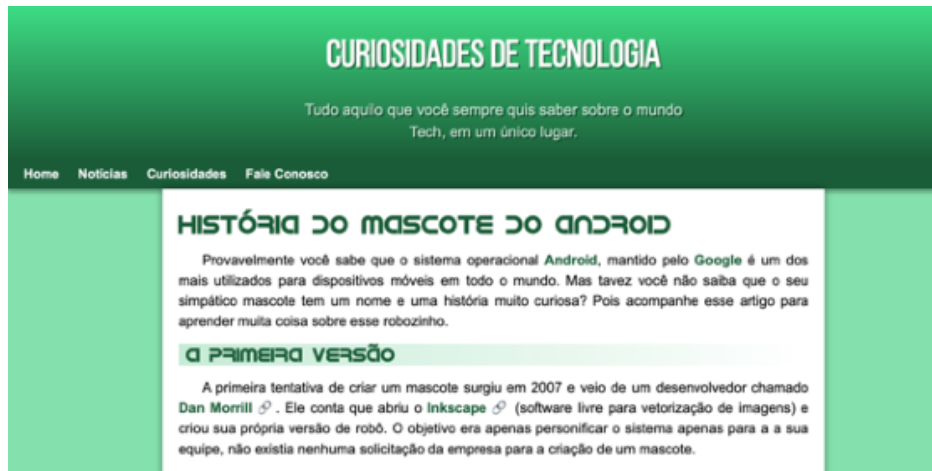 CURIOSIDADES DE TECNOLOGIA
Tudo aquilo que você sempre quis saber sobre o mundo
Tech, em um único lugar.
Home Notícias Curiosidades Fale Conosco
HISTÓRIA DO MASCOTE DO ANDROID
Provavelmente você sabe que o sistema operacional Android, mantido pelo Google é um dos
mais utilizados para dispositivos móveis em todo o mundo. Mas tavez você não saiba que o seu
simpático mascote tem um nome e uma história muito curiosa? Pois acompanhe esse artigo para
aprender muita coisa sobre esse robozinho.
A PRIMEIRA VERSÃO
A primeira tentativa de criar um mascote surgiu em 2007 e veio de um desenvolvedor chamado
Dan Morrill . Ele conta que abriu o Inkscape (software livre para vetorização de imagens) e
criou sua própria versão de robô. O objetivo era apenas personificar o sistema apenas para a a sua
equipe, não existia nenhuma solicitação da empresa para a criação de um mascote.